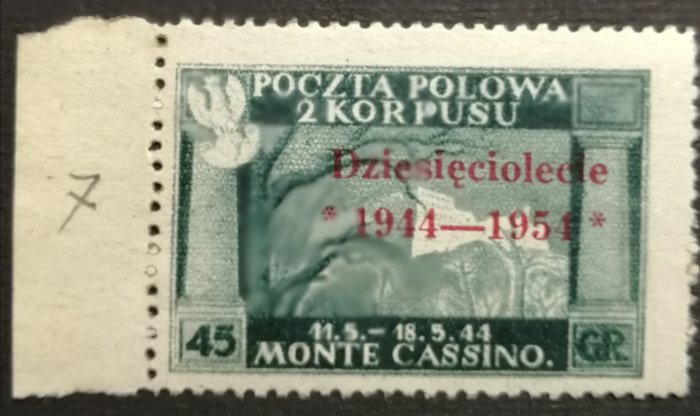 POCZTA POLOWA
2 KORPUSU
Dziesięciolecie
* 1944—1954 *
7
11.5.- 18.5.44
45 GR
MONTE CASSINO.